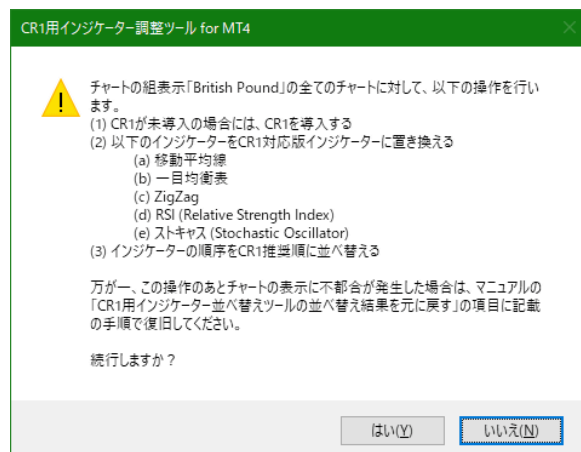 CR1用インジケーター調整ツール for MT4
チャートの組表示「British Pound」の全てのチャートに対して、以下の操作を行い
ます。
(1) CR1が未導入の場合には、CR1を導入する
(2) 以下のインジケーターをCR1対応版インジケーターに置き換える
(a) 移動平均線
(b) 一目均衡表
(c) ZigZag
(d) RSI (Relative Strength Index)
(e) ストキャス (Stochastic Oscillator)
(3) インジケーターの順序をCR1推奨順に並べ替える
万が一、この操作のあとチャートの表示に不都合が発生した場合は、マニュアルの
「CR1用インジケーター並べ替えツールの並べ替え結果を元に戻す」の項目に記載
の手順で復旧してください。
続行しますか？
はい(Y)
いいえ(N)